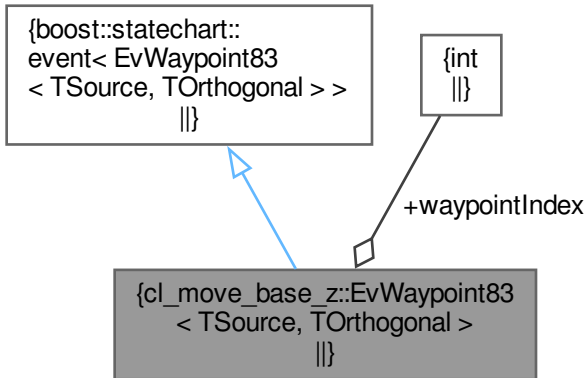 {boost::statechart::
event< EvWaypoint83
< TSource, TOrthogonal > >
||}
{int
||}
+waypointIndex
{cl_move_base_z::EvWaypoint83
< TSource, TOrthogonal >
||}